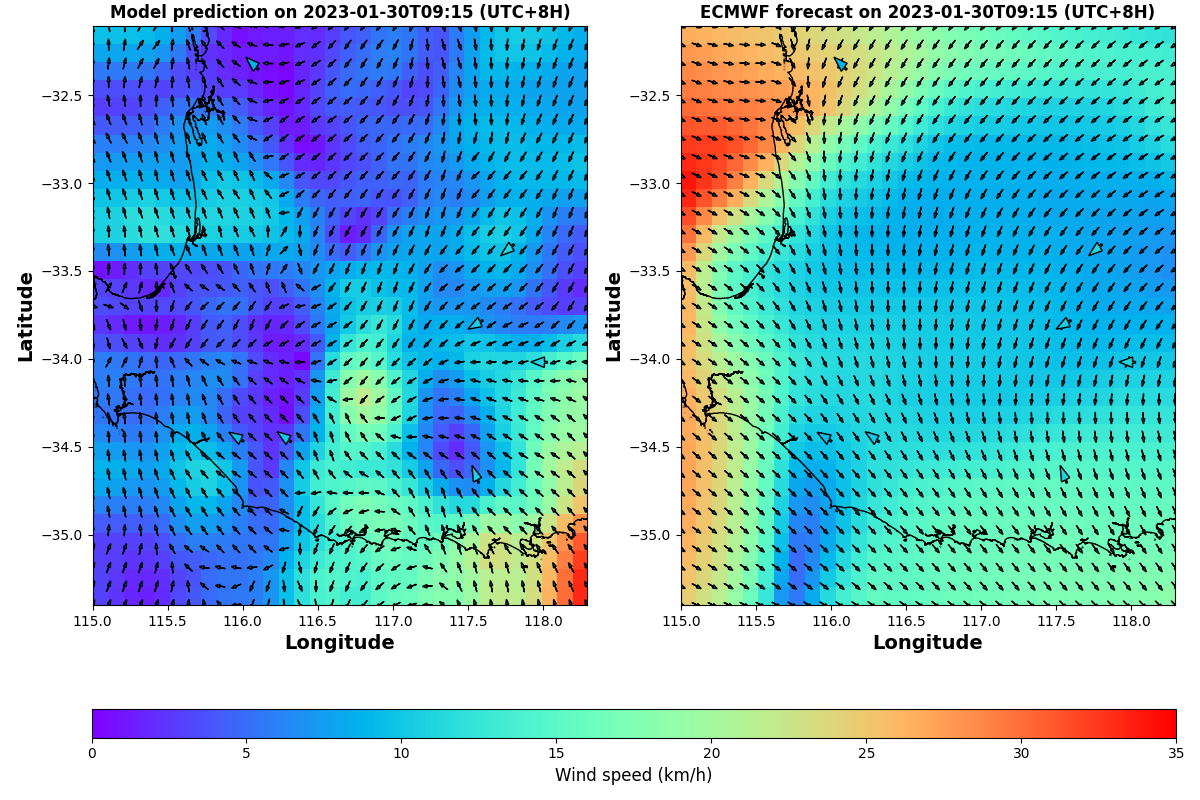 Model prediction on 2023-01-30T09:15 (UTC+8H)
ECMWF forecast on 2023-01-30T09:15 (UTC+8H)
Latitude
−32.5
−33.0
−33.5
−34.0
−34.5
−35.0
Latitude
−32.5
−33.0
−33.5
−34.0
−34.5
−35.0
115.0 115.5 116.0 116.5 117.0 117.5 118.0
Longitude
115.0 115.5 116.0 116.5 117.0 117.5 118.0
Longitude
0 5 10 15 20 25 30 35
Wind speed (km/h)